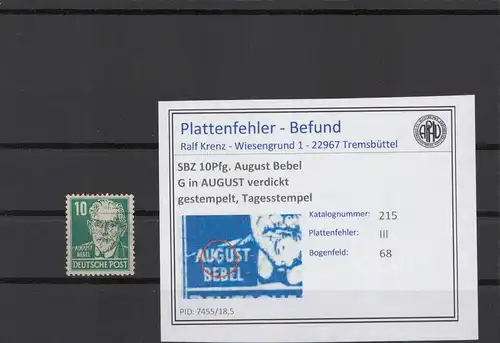 10
AUGUST
BEBEL
DEUTSCHE POST
Plattenfehler - Befund
Ralf Krenz - Wiesengrund 1 - 22967 Tremsbüttel
SBZ 10Pfg. August Bebel
G in AUGUST verdickt
gestempelt, Tagesstempel
Katalognummer: 215
Plattenfehler: III
Bogenfeld: 68
AUGUST
BEBEL
PID: 7455/18,5